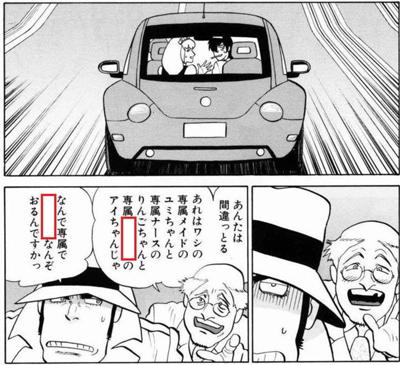 あんたは
間違っとる
あれはワシの
専属メイドの
ユミちゃんと
専属ナースの
りんごちゃんと
専属の
アイちゃんじゃ
なんで専属で
なんぞ
おるんですかっ